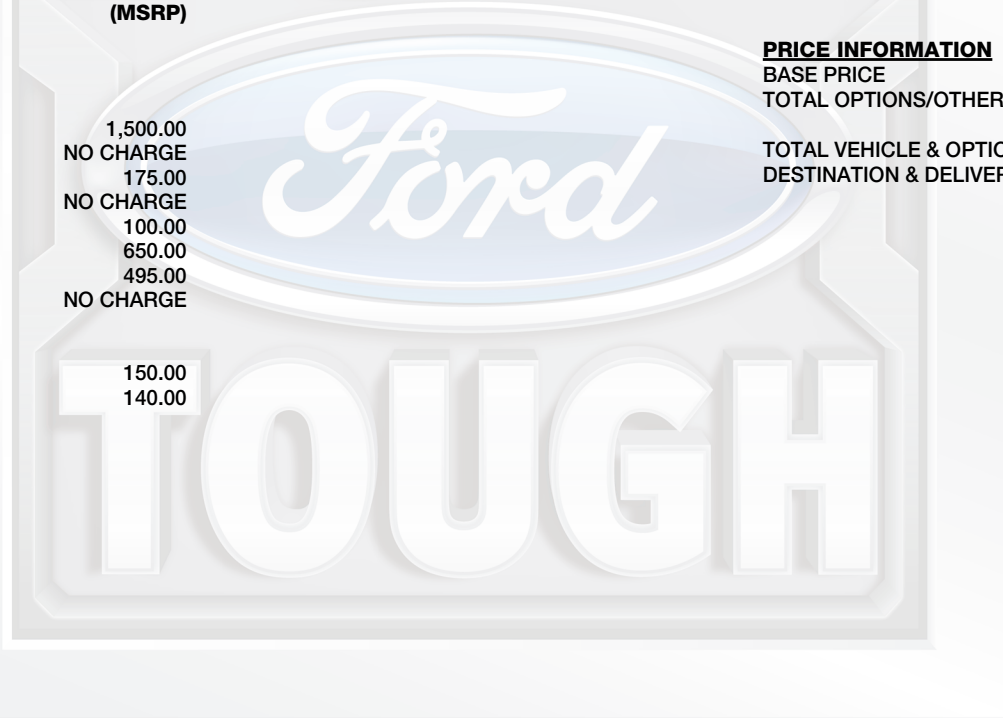 (MSRP)
1,500.00
NO CHARGE
175.00
NO CHARGE
100.00
650.00
495.00
NO CHARGE
150.00
140.00
PRICE INFORMATION
BASE PRICE
TOTAL OPTIONS/OTHER
TOTAL VEHICLE & OPTIO
DESTINATION & DELIVER
Ford
TOUGH